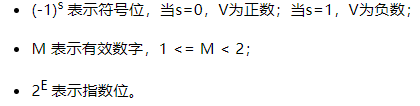 • (-1)^s 表示符号位，当s=0，V为正数；当s=1，V为负数；
• M 表示有效数字，1 <= M < 2；
• 2^E 表示指数位。